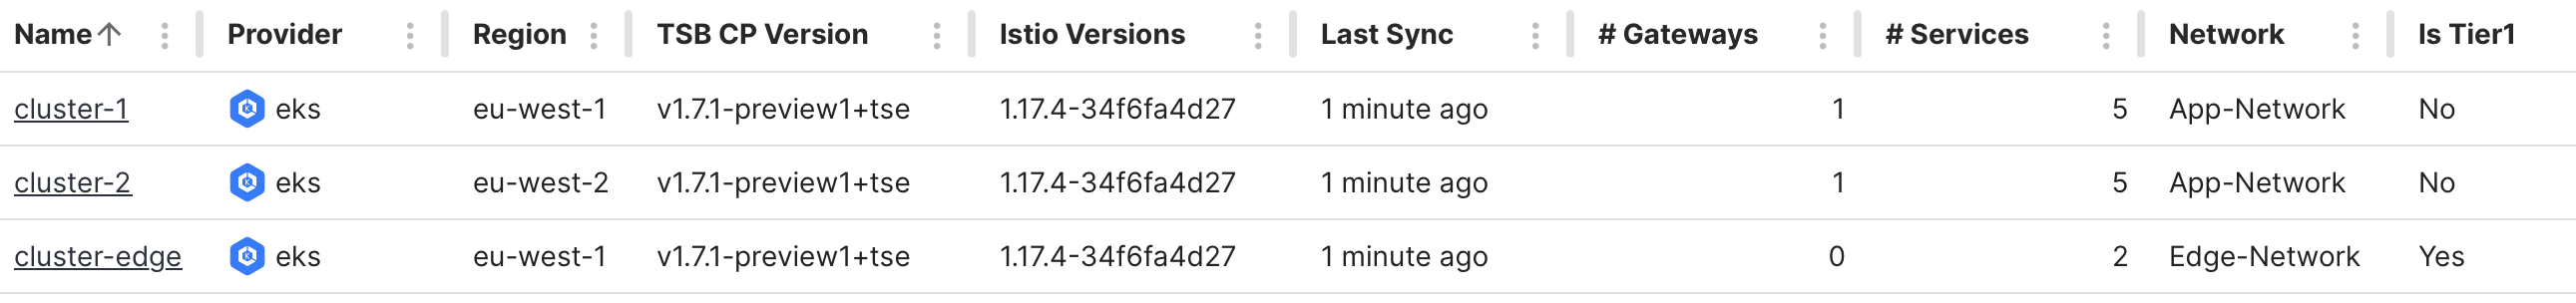 Name Provider Region TSB CP Version Istio Versions Last Sync # Gateways # Services Network Is Tier1
cluster-1 eks eu-west-1 v1.7.1-preview1+tse 1.17.4-34f6fa4d27 1 minute ago 1 5 App-Network No
cluster-2 eks eu-west-2 v1.7.1-preview1+tse 1.17.4-34f6fa4d27 1 minute ago 1 5 App-Network No
cluster-edge eks eu-west-1 v1.7.1-preview1+tse 1.17.4-34f6fa4d27 1 minute ago 0 2 Edge-Network Yes